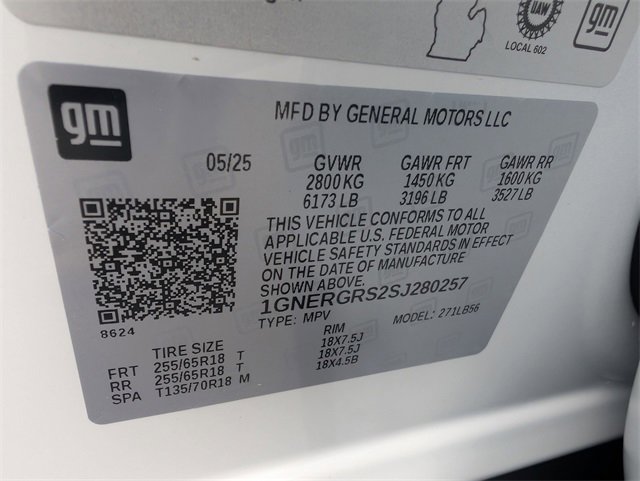 UAW
LOCAL 602
gm
gm
MFD BY GENERAL MOTORS LLC
05/25 GVWR GAWR FRT GAWR RR
2800 KG 1450 KG 1600 KG
6173 LB 3196 LB 3527 LB
THIS VEHICLE CONFORMS TO ALL
APPLICABLE U.S. FEDERAL MOTOR
VEHICLE SAFETY STANDARDS IN EFFECT
ON THE DATE OF MANUFACTURE
SHOWN ABOVE.
1GNERGRS2SJ280257
TYPE: MPV MODEL: 271LB56
8624
TIRE SIZE RIM
FRT 255/65R18 T 18X7.5J
RR 255/65R18 T 18X7.5J
SPA T135/70R18 M 18X4.5B